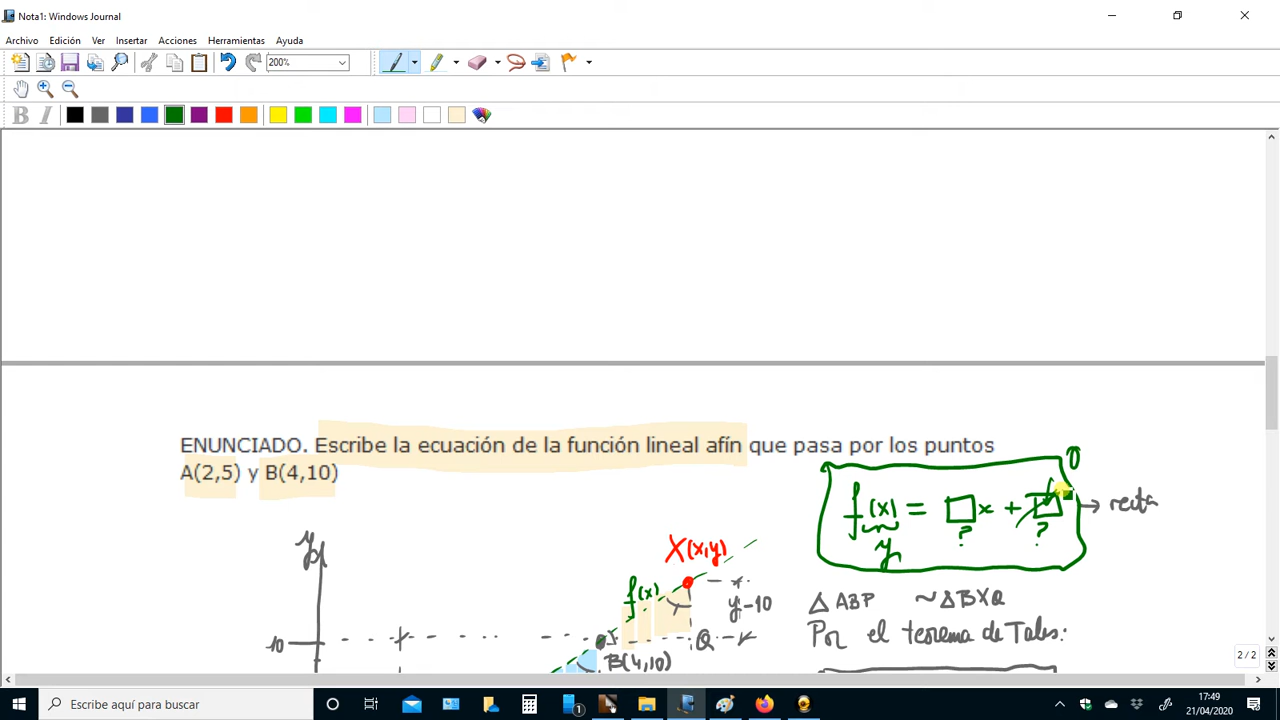 Nota1: Windows Journal
Archivo Edición Ver Insertar Acciones Herramientas Ayuda
200%
B I
ENUNCIADO. Escribe la ecuación de la función lineal afín que pasa por los puntos
A(2,5) y B(4,10)
0
f(x) = □x + □ → recta
y ? ?
y
X(x,y)
f(x)
y-10
10
Q
B(4,10)
△ABP ~△BXQ
Por el teorema de Tales:
2 / 2
Escribe aquí para buscar
1
17:49
21/04/2020